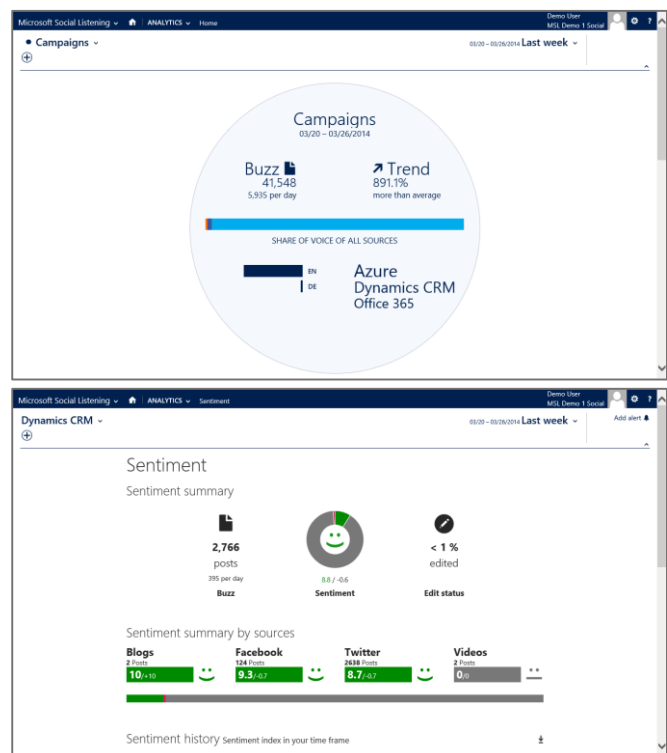 Microsoft Social Listening ANALYTICS Home Demo User
MSL Demo 1 Social ?
Campaigns 03/20 – 03/26/2014 Last week
Campaigns
03/20 – 03/26/2014
Buzz Trend
41,548 891.1%
5,935 per day more than average
SHARE OF VOICE OF ALL SOURCES
EN Azure
DE Dynamics CRM
Office 365
Microsoft Social Listening ANALYTICS Sentiment Demo User
MSL Demo 1 Social ?
Dynamics CRM 03/20 – 03/26/2014 Last week Add alert
Sentiment
Sentiment summary
2,766 < 1 %
posts edited
395 per day 8.8 / -0.6
Buzz Sentiment Edit status
Sentiment summary by sources
Blogs Facebook Twitter Videos
2 Posts 124 Posts 2638 Posts 2 Posts
10/+10 9.3/-0.7 8.7/-0.7 0/0
Sentiment history Sentiment index in your time frame